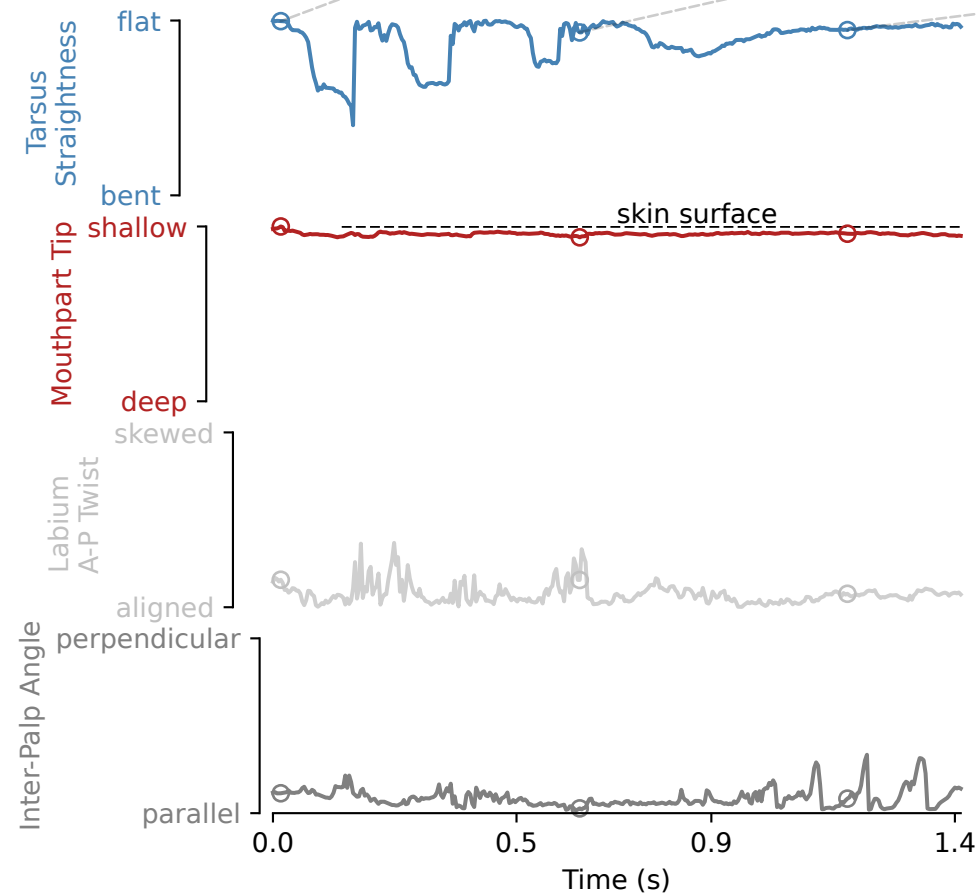 flat
Tarsus
Straightness
bent
skin surface
shallow
Mouthpart Tip
deep
skewed
Labium
A-P Twist
aligned
perpendicular
Inter-Palp Angle
parallel
0.0 0.5 0.9 1.4
Time (s)